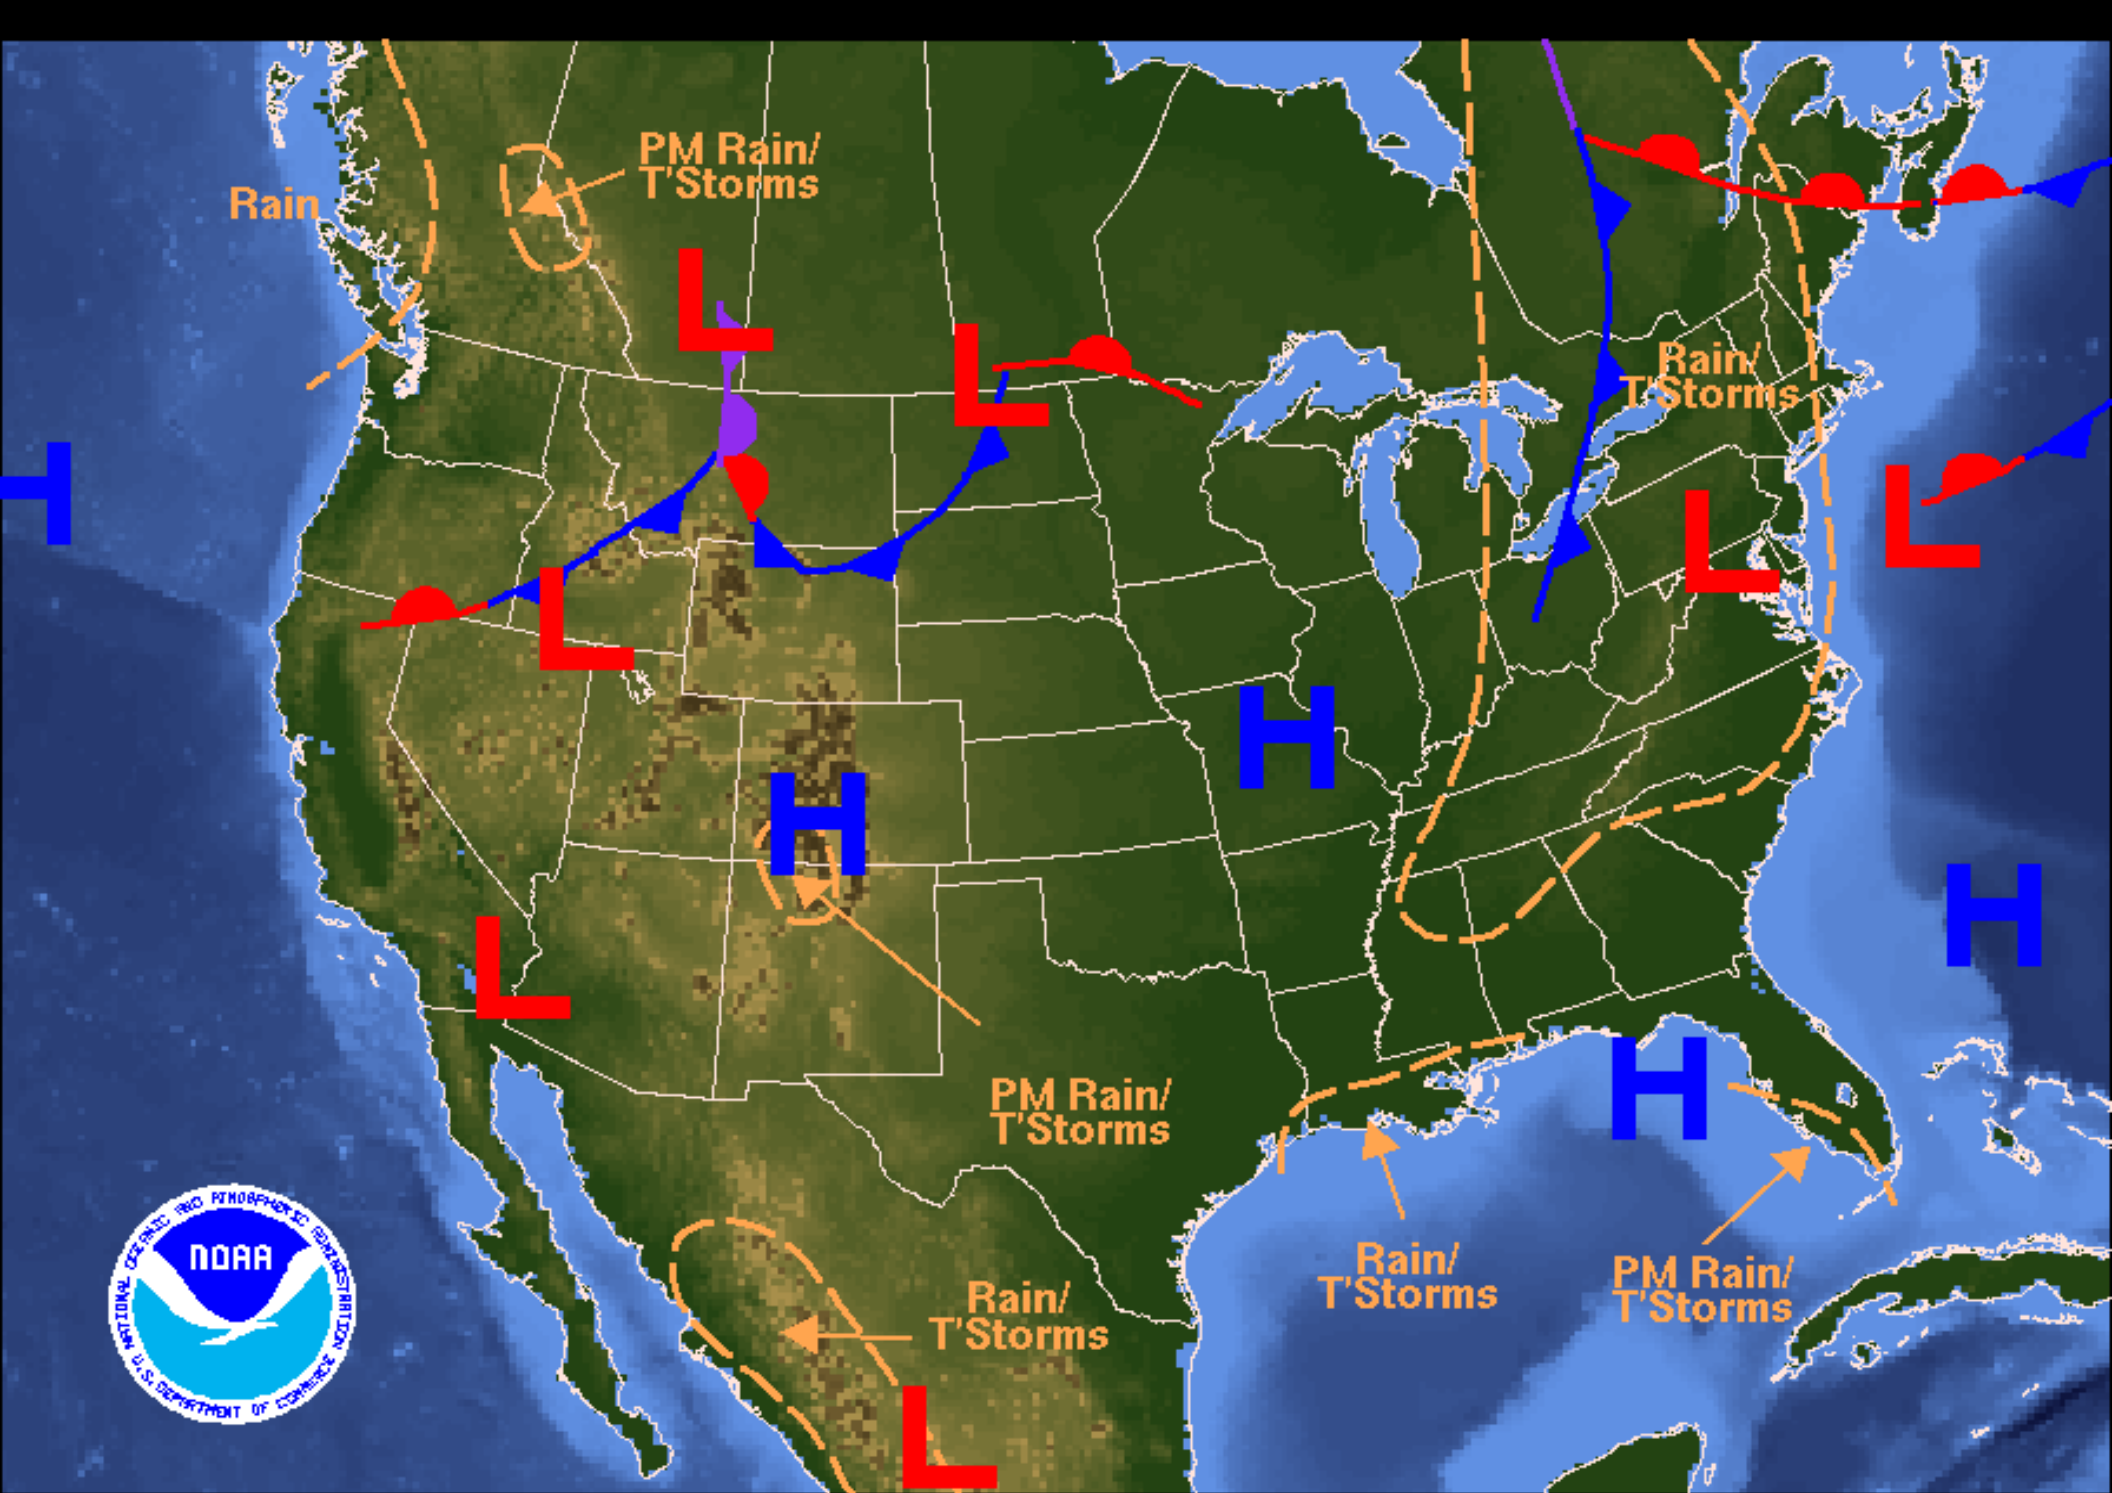 PM Rain/
T'Storms
Rain
L
L
Rain/
T'Storms
H
L
L
L
L
H
H
H
L
H
PM Rain/
T'Storms
NATIONAL OCEANIC AND ATMOSPHERIC ADMINISTRATION
NOAA
U.S. DEPARTMENT OF COMMERCE
Rain/
T'Storms
PM Rain/
T'Storms
Rain/
T'Storms
L